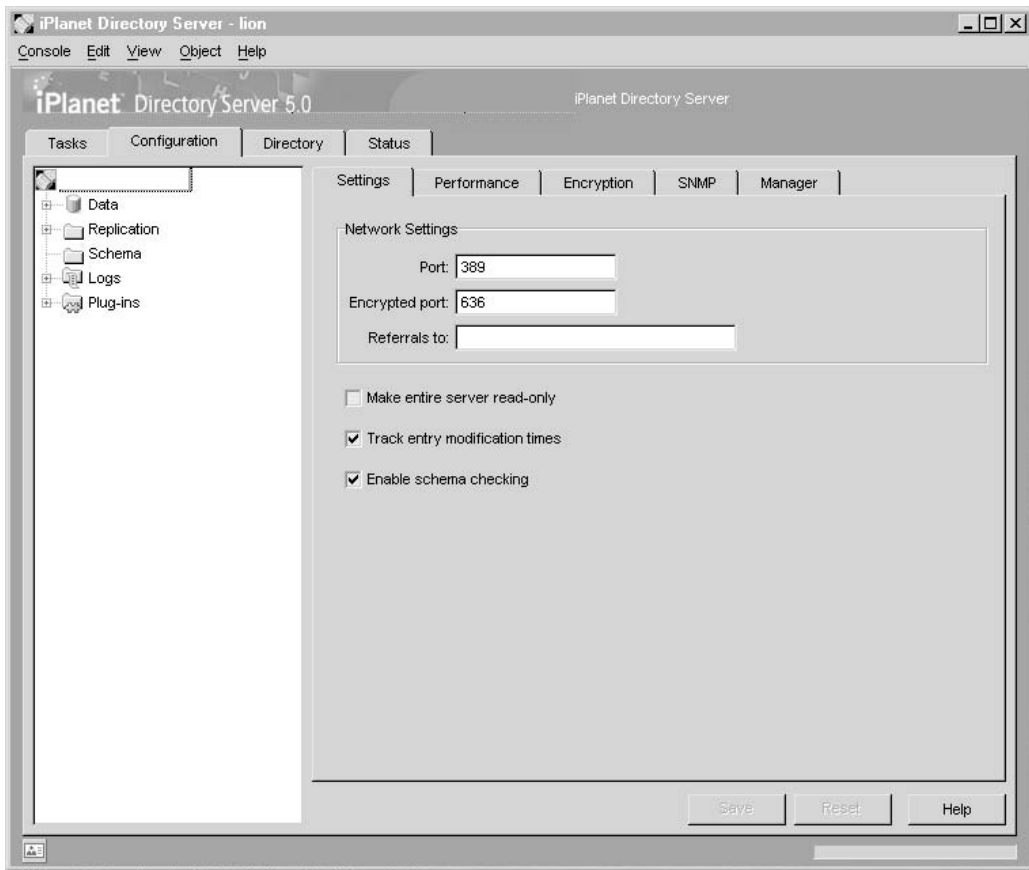 iPlanet Directory Server - lion
Console Edit View Object Help
iPlanet Directory Server 5.0
iPlanet Directory Server
Tasks Configuration Directory Status
Data
Replication
Schema
Logs
Plug-ins
Settings Performance Encryption SNMP Manager
Network Settings
Port: 389
Encrypted port: 636
Referrals to:
Make entire server read-only
Track entry modification times
Enable schema checking
Save Reset Help